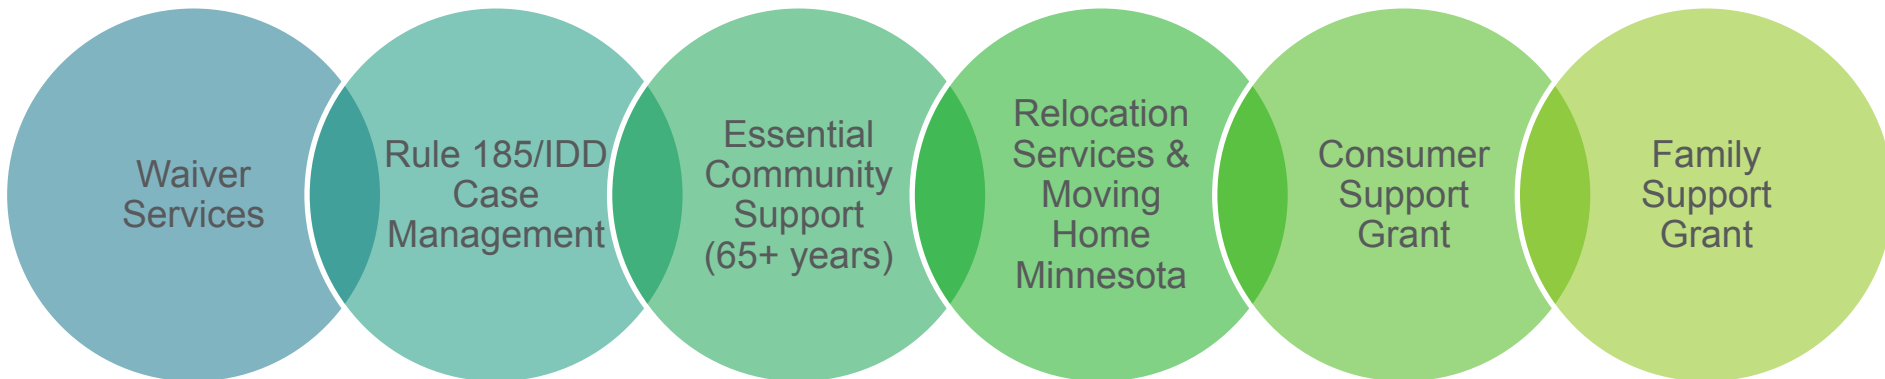 Waiver
Services
Rule 185/IDD
Case
Management
Essential
Community
Support
(65+ years)
Relocation
Services &
Moving
Home
Minnesota
Consumer
Support
Grant
Family
Support
Grant